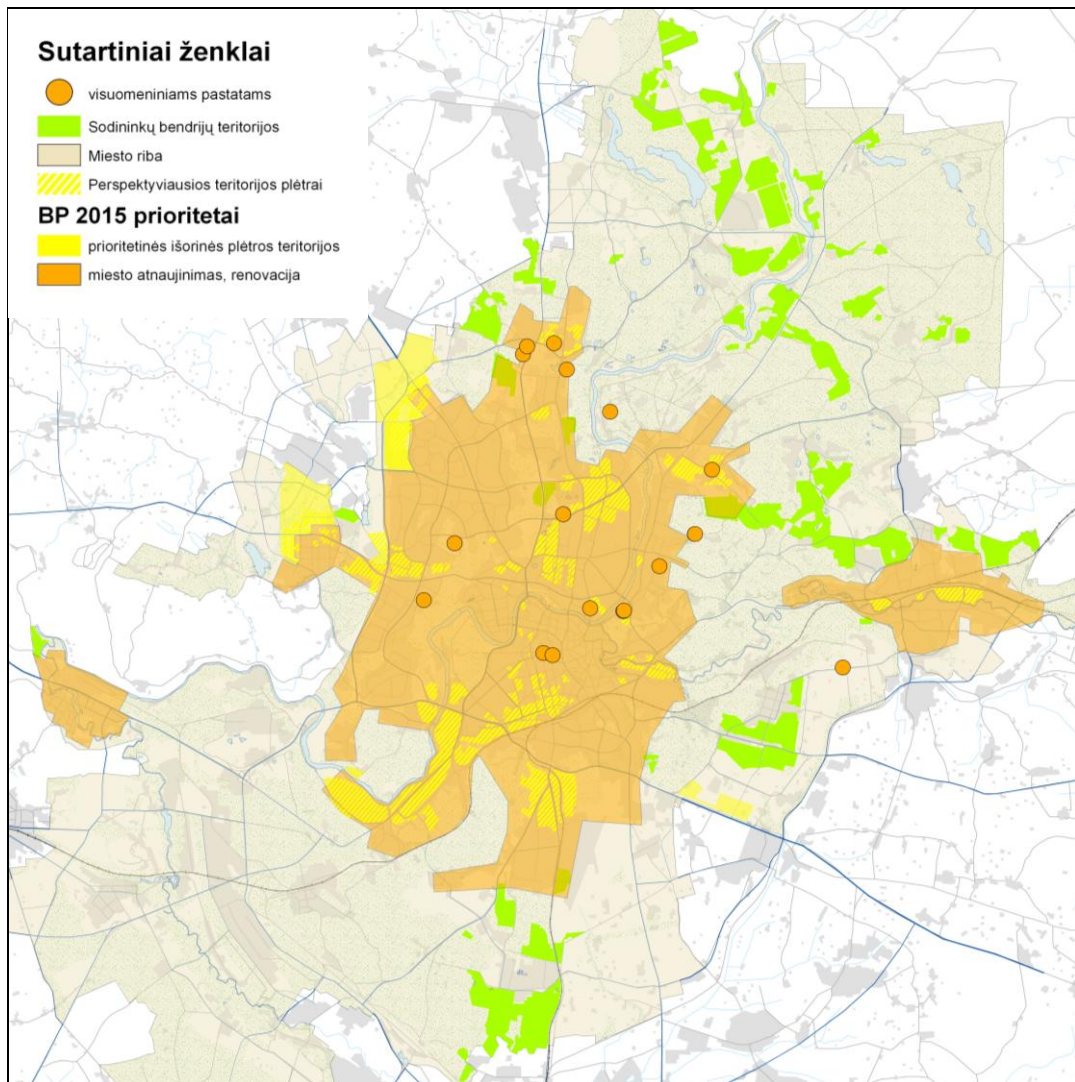 Sutartiniai ženklai
visuomeniniams pastatams
Sodininkų bendrijų teritorijos
Miesto riba
Perspektyviausios teritorijos plėtrai
BP 2015 prioritetai
prioritetinės išorinės plėtros teritorijos
miesto atnaujinimas, renovacija